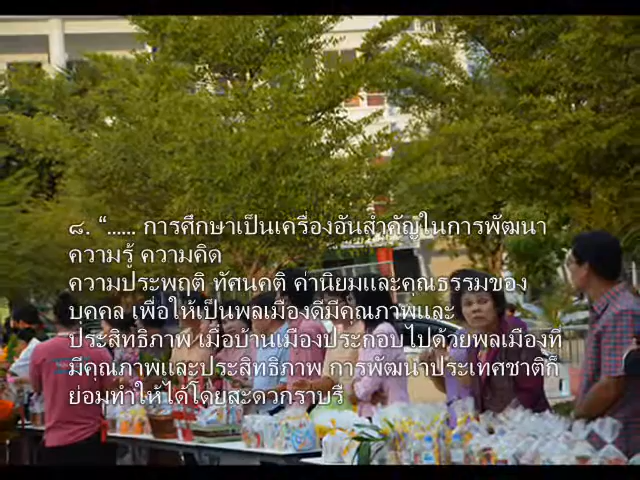 ๘. “...... การศึกษาเป็นเครื่องอันสำคัญในการพัฒนา
ความรู้ ความคิด
ความประพฤติ ทัศนคติ ค่านิยมและคุณธรรมของ
บุคคล เพื่อให้เป็นพลเมืองดีมีคุณภาพและ
ประสิทธิภาพ เมื่อบ้านเมืองประกอบไปด้วยพลเมืองที่
มีคุณภาพและประสิทธิภาพ การพัฒนาประเทศชาติก็
ย่อมทำให้ได้โดยสะดวกราบรื